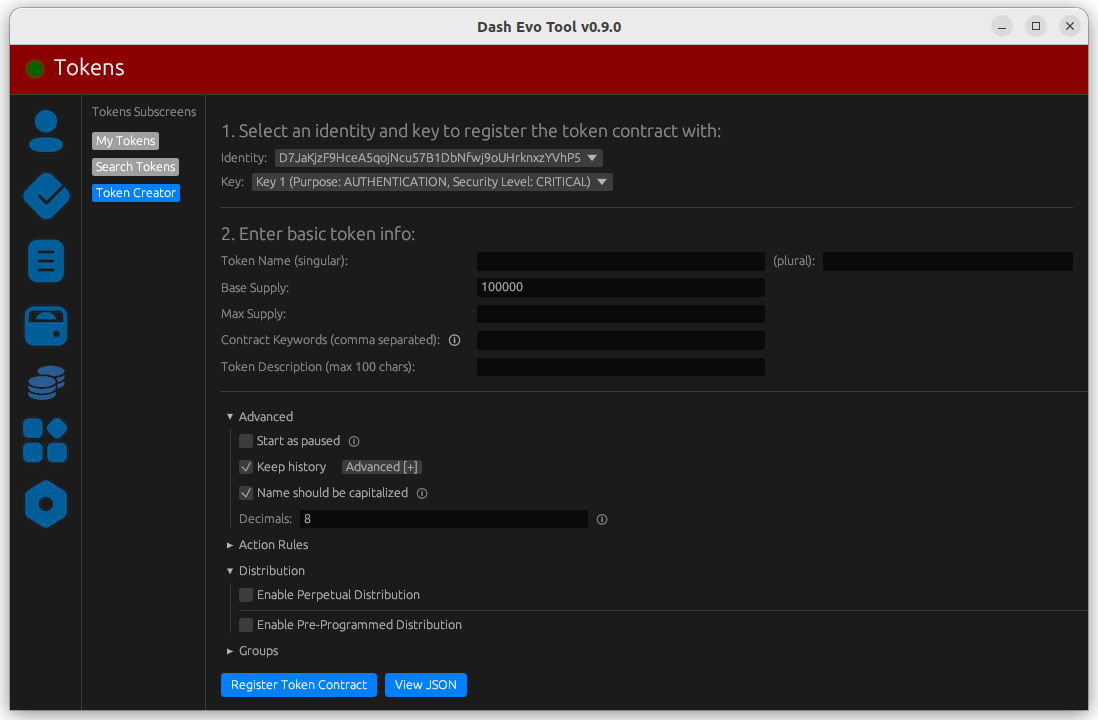 Dash Evo Tool v0.9.0
Tokens
Tokens Subscreens
My Tokens
Search Tokens
Token Creator
1. Select an identity and key to register the token contract with:
Identity: D7JaKjzF9HceA5qojNcu57B1DbNfwj9oUHrknxzYVhP5
Key: Key 1 (Purpose: AUTHENTICATION, Security Level: CRITICAL)
2. Enter basic token info:
Token Name (singular): (plural):
Base Supply: 100000
Max Supply:
Contract Keywords (comma separated):
Token Description (max 100 chars):
Advanced
Start as paused
Keep history Advanced [+]
Name should be capitalized
Decimals: 8
Action Rules
Distribution
Enable Perpetual Distribution
Enable Pre-Programmed Distribution
Groups
Register Token Contract View JSON